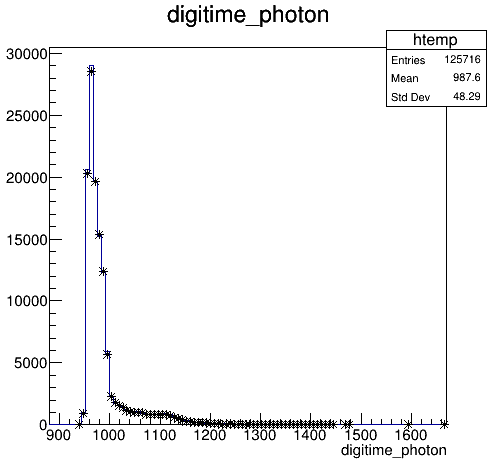 digitime_photon
htemp
Entries 125716
Mean 987.6
Std Dev 48.29
30000
25000
20000
15000
10000
5000
0
900 1000 1100 1200 1300 1400 1500 1600
digitime_photon